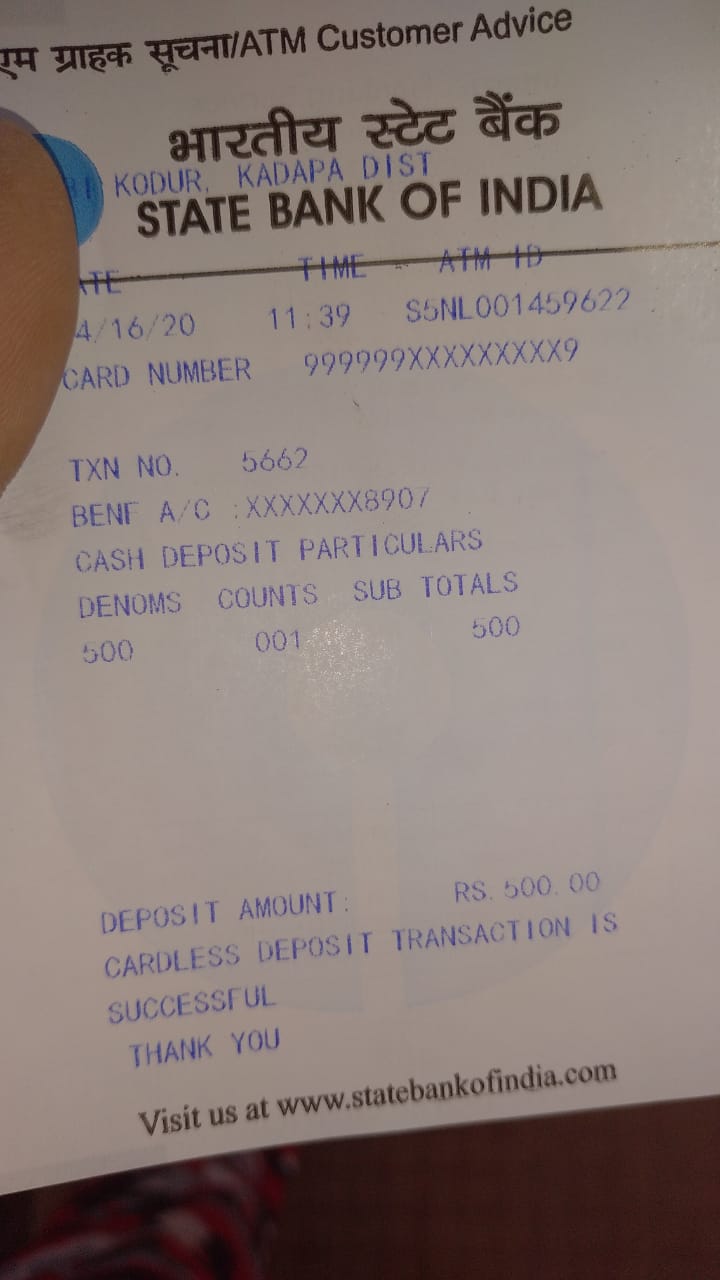 एम ग्राहक सूचना/ATM Customer Advice
भारतीय स्टेट बैंक
KODUR, KADAPA DIST
STATE BANK OF INDIA
ATE TIME ATM ID
4/16/20 11:39 S5NL001459622
CARD NUMBER 999999XXXXXXXXX9
TXN NO. 5662
BENF A/C :XXXXXXX8907
CASH DEPOSIT PARTICULARS
DENOMS COUNTS SUB TOTALS
500 001 500
DEPOSIT AMOUNT: RS. 500.00
CARDLESS DEPOSIT TRANSACTION IS
SUCCESSFUL
THANK YOU
Visit us at www.statebankofindia.com